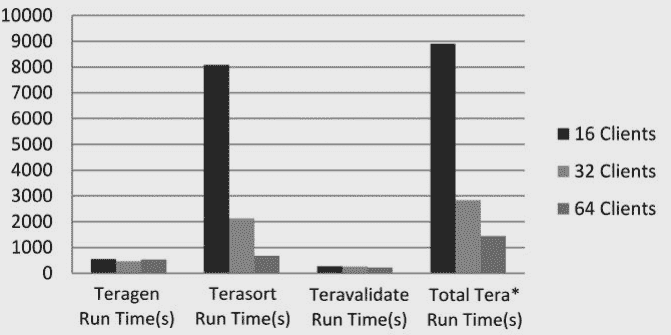 10000
9000
8000
7000
6000
5000
4000
3000
2000
1000
0
Teragen
Run Time(s)
Terasort
Run Time(s)
Teravalidate
Run Time(s)
Total Tera*
Run Time(s)
16 Clients
32 Clients
64 Clients